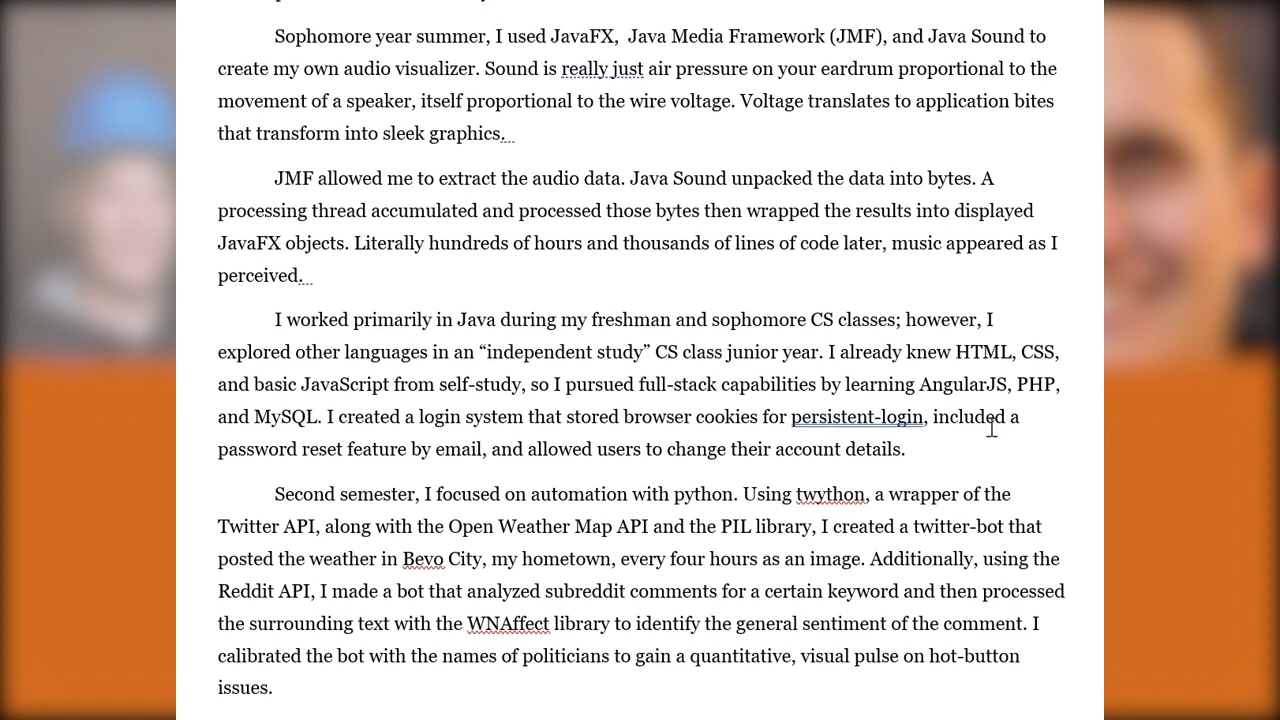 Sophomore year summer, I used JavaFX,  Java Media Framework (JMF), and Java Sound to
create my own audio visualizer. Sound is really just air pressure on your eardrum proportional to the
movement of a speaker, itself proportional to the wire voltage. Voltage translates to application bites
that transform into sleek graphics.
JMF allowed me to extract the audio data. Java Sound unpacked the data into bytes. A
processing thread accumulated and processed those bytes then wrapped the results into displayed
JavaFX objects. Literally hundreds of hours and thousands of lines of code later, music appeared as I
perceived.
I worked primarily in Java during my freshman and sophomore CS classes; however, I
explored other languages in an “independent study” CS class junior year. I already knew HTML, CSS,
and basic JavaScript from self-study, so I pursued full-stack capabilities by learning AngularJS, PHP,
and MySQL. I created a login system that stored browser cookies for persistent-login, included a
password reset feature by email, and allowed users to change their account details.
Second semester, I focused on automation with python. Using twython, a wrapper of the
Twitter API, along with the Open Weather Map API and the PIL library, I created a twitter-bot that
posted the weather in Bevo City, my hometown, every four hours as an image. Additionally, using the
Reddit API, I made a bot that analyzed subreddit comments for a certain keyword and then processed
the surrounding text with the WNAffect library to identify the general sentiment of the comment. I
calibrated the bot with the names of politicians to gain a quantitative, visual pulse on hot-button
issues.